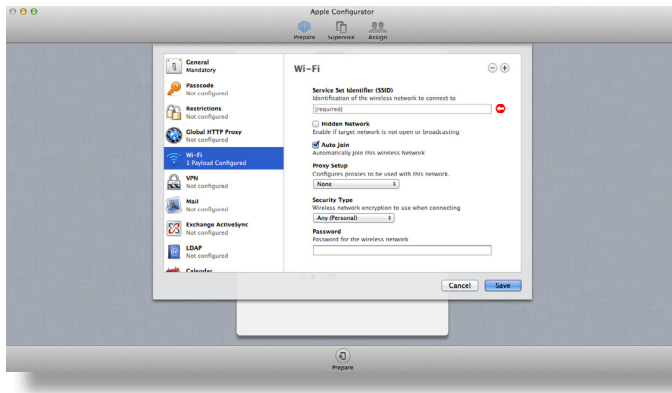 Apple Configurator
Prepare Supervise Assign
General
Mandatory
Passcode
Not configured
Restrictions
Not configured
Global HTTP Proxy
Not configured
Wi-Fi
1 Payload Configured
VPN
Not configured
Mail
Not configured
Exchange ActiveSync
Not configured
LDAP
Not configured
Calendar
Wi-Fi
Service Set Identifier (SSID)
Identification of the wireless network to connect to
[required]
Hidden Network
Enable if target network is not open or broadcasting
Auto Join
Automatically join this wireless Network
Proxy Setup
Configures proxies to be used with this network.
None
Security Type
Wireless network encryption to use when connecting
Any (Personal)
Password
Password for the wireless network
Cancel Save
Prepare